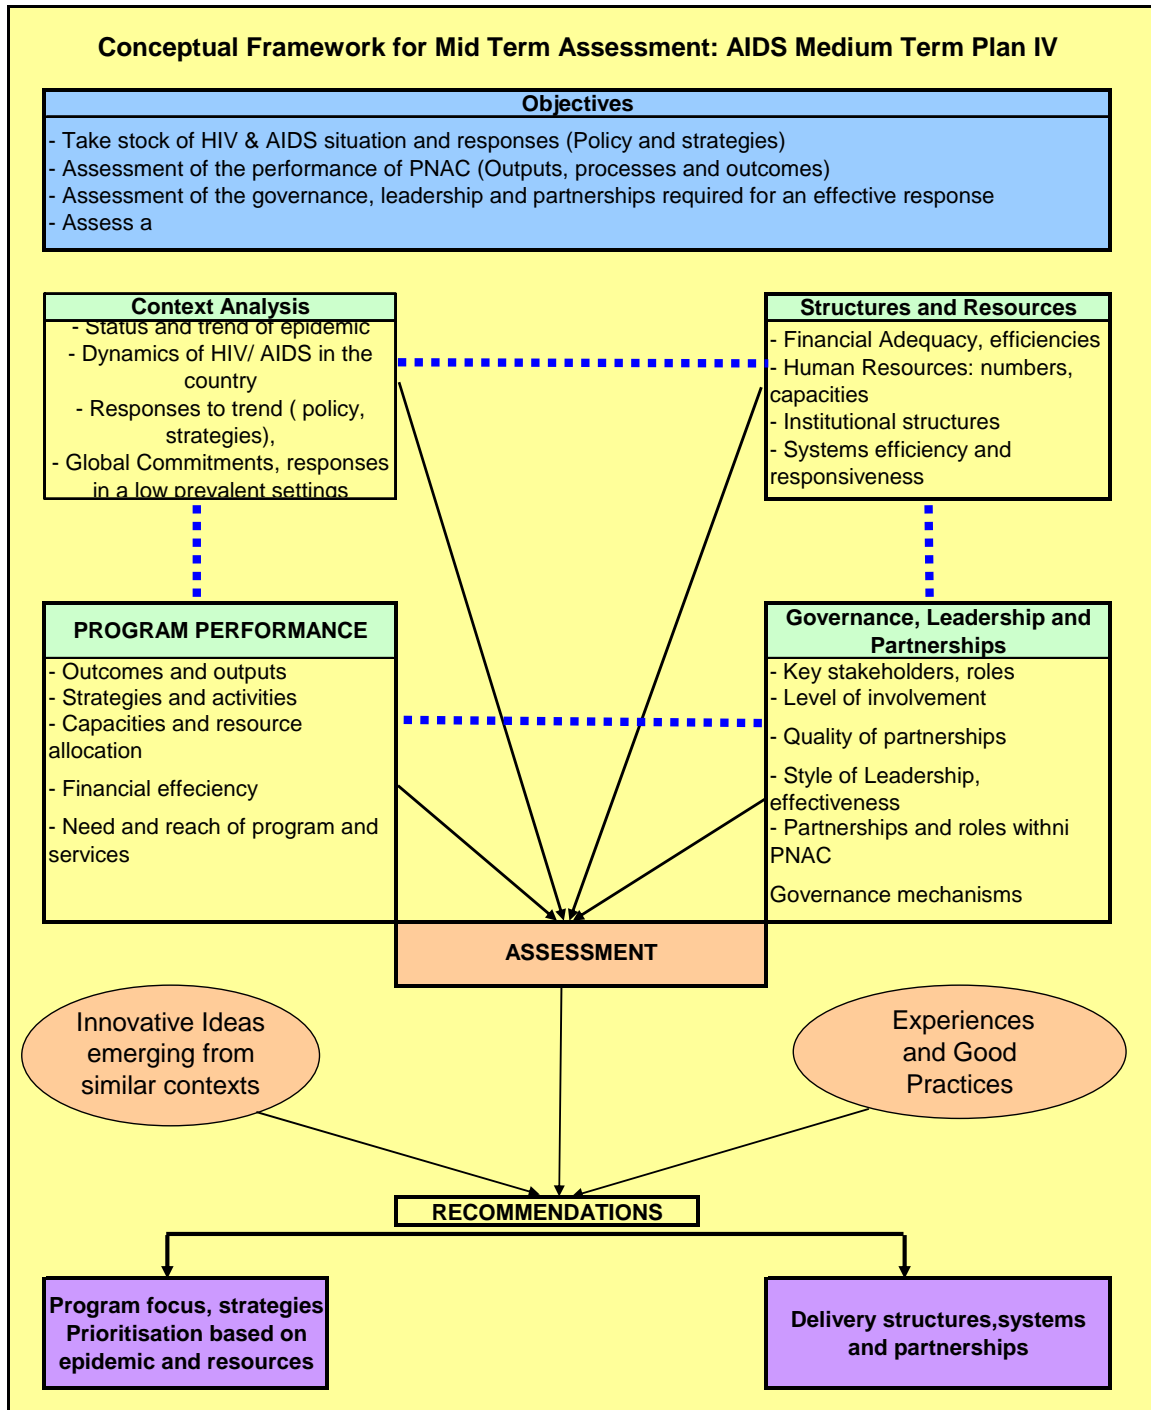 Conceptual Framework for Mid Term Assessment: AIDS Medium Term Plan IV
Objectives
- Take stock of HIV & AIDS situation and responses (Policy and strategies)
- Assessment of the performance of PNAC (Outputs, processes and outcomes)
- Assessment of the governance, leadership and partnerships required for an effective response
- Assess a
Context Analysis
- Status and trend of epidemic
- Dynamics of HIV/ AIDS in the
country
- Responses to trend ( policy,
strategies),
- Global Commitments, responses
in a low prevalent settings
Structures and Resources
- Financial Adequacy, efficiencies
- Human Resources: numbers,
capacities
- Institutional structures
- Systems efficiency and
responsiveness
PROGRAM PERFORMANCE
- Outcomes and outputs
- Strategies and activities
- Capacities and resource
allocation
- Financial effeciency
- Need and reach of program and
services
Governance, Leadership and
Partnerships
- Key stakeholders, roles
- Level of involvement
- Quality of partnerships
- Style of Leadership,
effectiveness
- Partnerships and roles withni
PNAC
Governance mechanisms
ASSESSMENT
Innovative Ideas
emerging from
similar contexts
Experiences
and Good
Practices
RECOMMENDATIONS
Program focus, strategies
Prioritisation based on
epidemic and resources
Delivery structures,systems
and partnerships